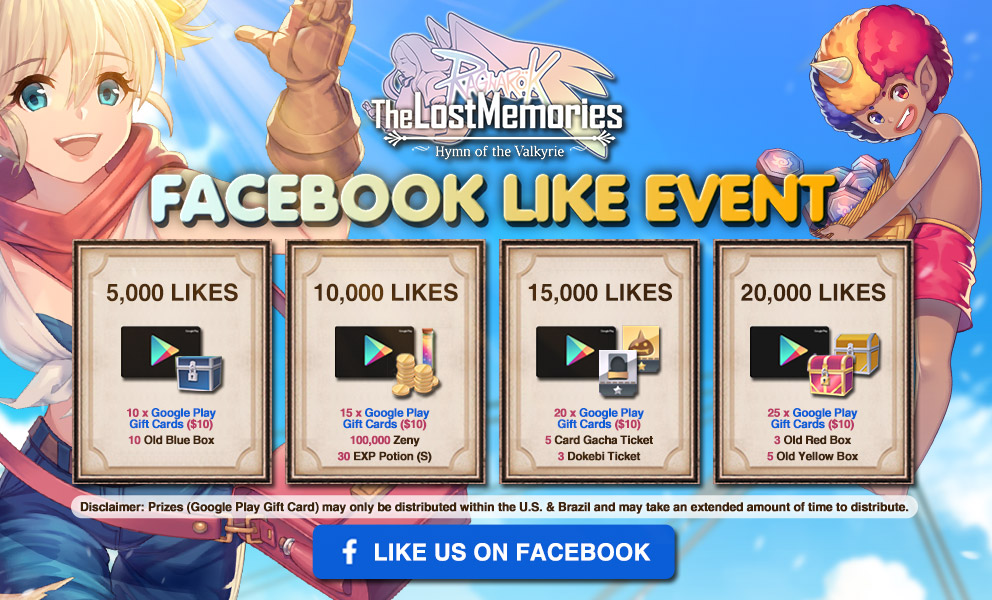 RAGNARÖK
The Lost Memories
~ Hymn of the Valkyrie ~
FACEBOOK LIKE EVENT
5,000 LIKES
10 x Google Play
Gift Cards ($10)
10 Old Blue Box
10,000 LIKES
15 x Google Play
Gift Cards ($10)
100,000 Zeny
30 EXP Potion (S)
15,000 LIKES
20 x Google Play
Gift Cards ($10)
5 Card Gacha Ticket
3 Dokebi Ticket
20,000 LIKES
25 x Google Play
Gift Cards ($10)
3 Old Red Box
5 Old Yellow Box
Disclaimer: Prizes (Google Play Gift Card) may only be distributed within the U.S. & Brazil and may take an extended amount of time to distribute.
f LIKE US ON FACEBOOK